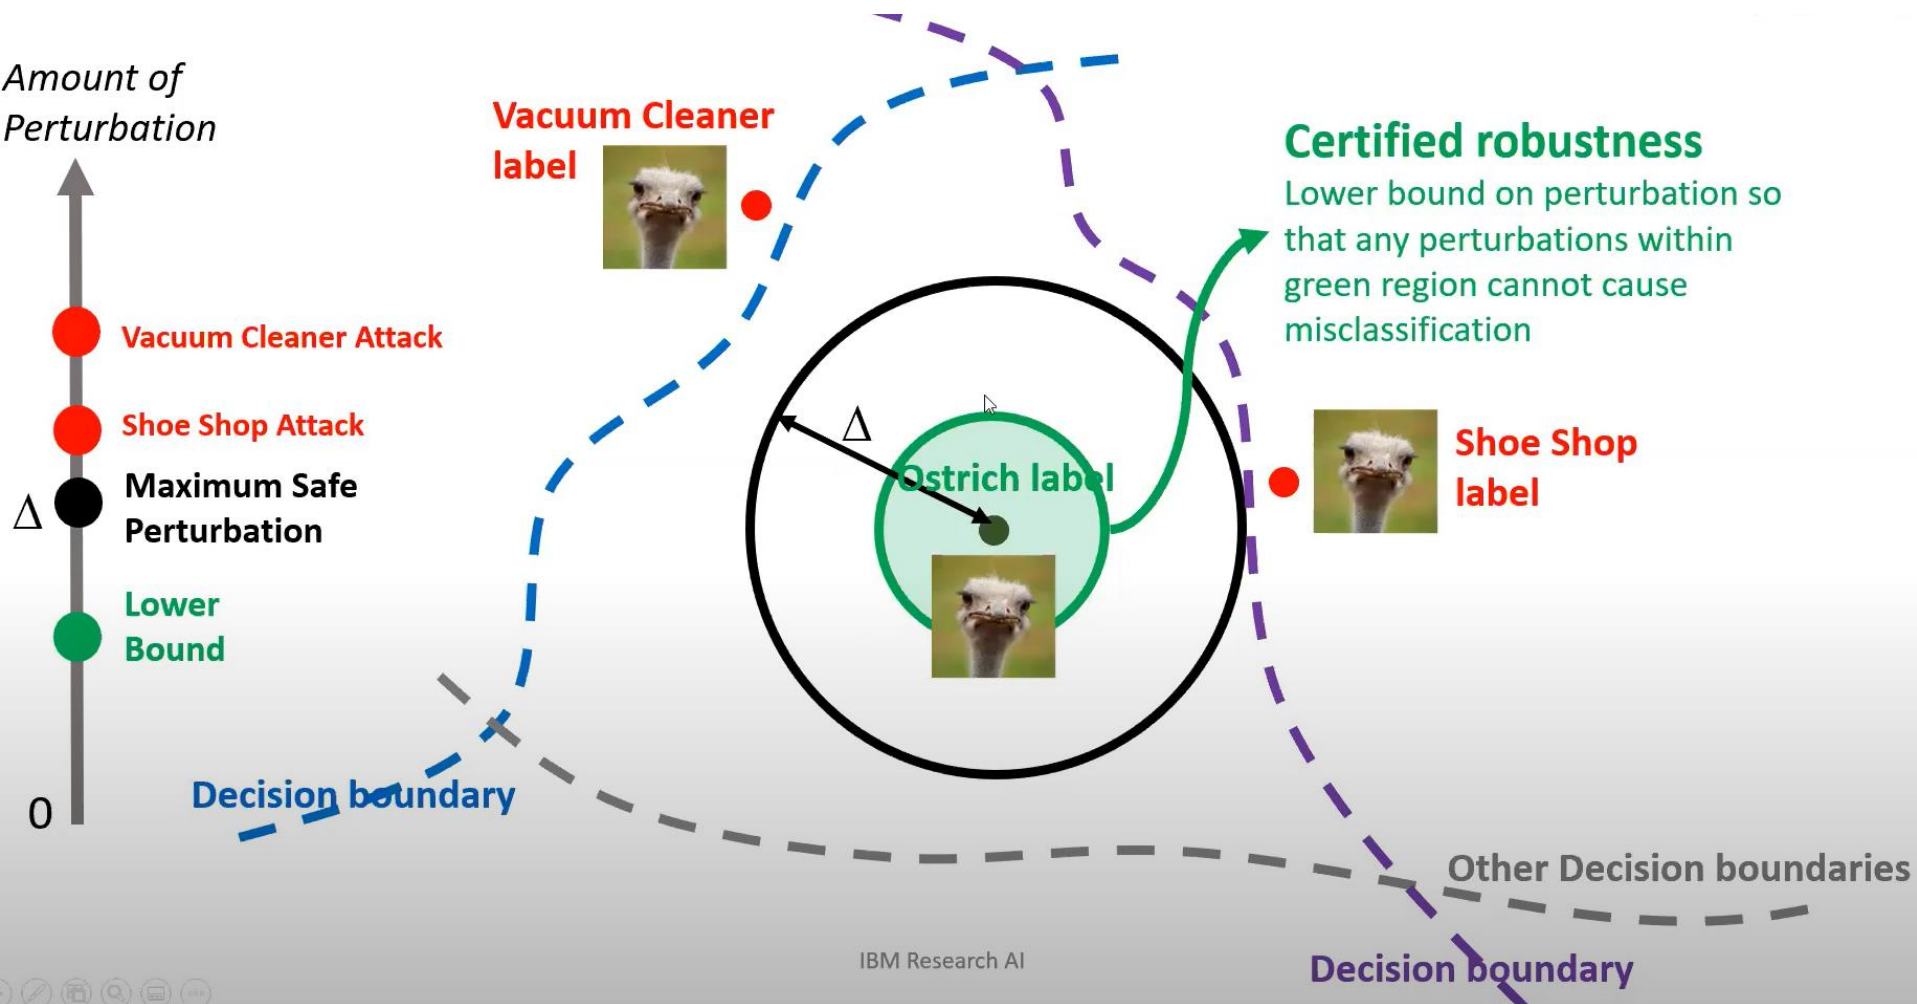 Amount of
Perturbation
Vacuum Cleaner
label
Certified robustness
Lower bound on perturbation so
that any perturbations within
green region cannot cause
misclassification
Vacuum Cleaner Attack
Shoe Shop Attack
Δ
Maximum Safe
Perturbation
Δ
Ostrich label
Shoe Shop
label
Lower
Bound
0
Decision boundary
Other Decision boundaries
IBM Research AI
Decision boundary